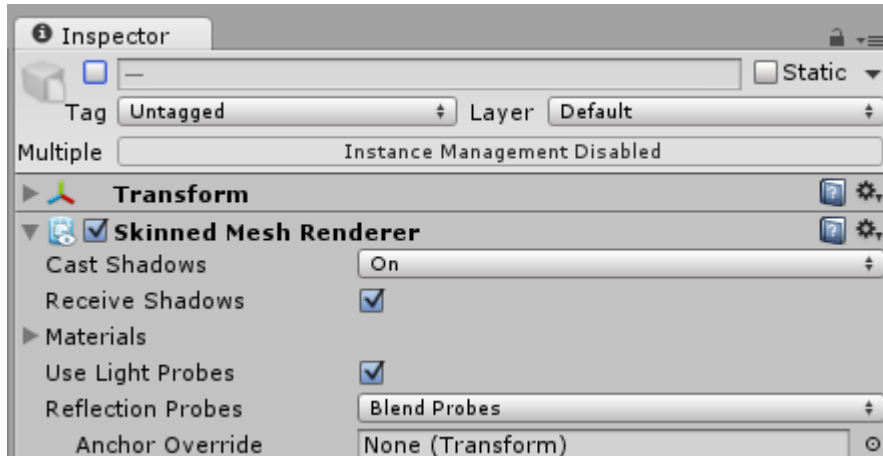 Inspector
— Static
Tag Untagged Layer Default
Multiple Instance Management Disabled
Transform
Skinned Mesh Renderer
Cast Shadows On
Receive Shadows
Materials
Use Light Probes
Reflection Probes Blend Probes
Anchor Override None (Transform)